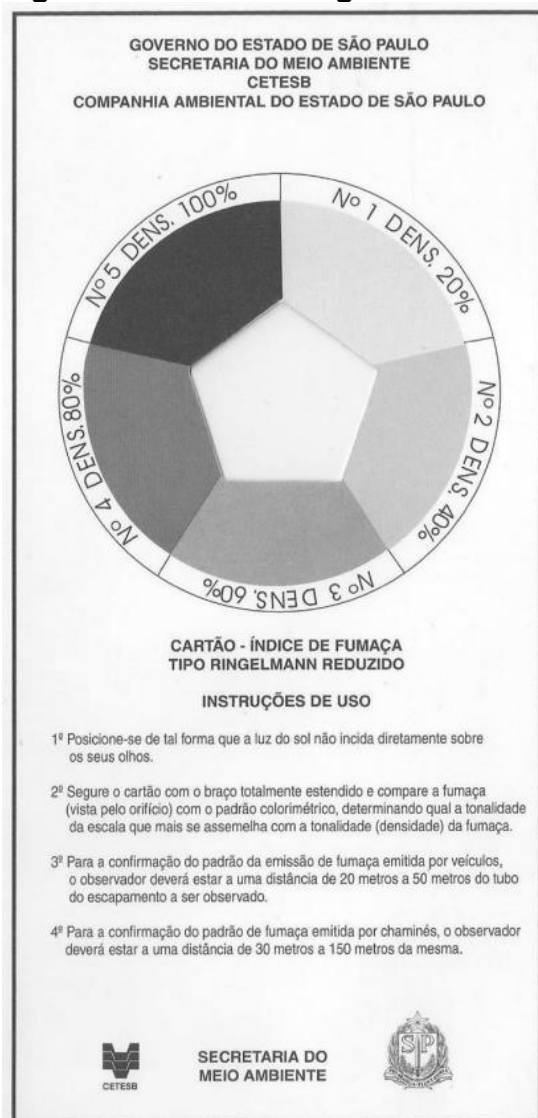 GOVERNO DO ESTADO DE SÃO PAULO
SECRETARIA DO MEIO AMBIENTE
CETESB
COMPANHIA AMBIENTAL DO ESTADO DE SÃO PAULO
Nº 1 DENS. 20%
Nº 2 DENS. 40%
Nº 3 DENS. 60%
Nº 4 DENS. 80%
Nº 5 DENS. 100%
CARTÃO - ÍNDICE DE FUMAÇA
TIPO RINGELMANN REDUZIDO
INSTRUÇÕES DE USO
1º Posicione-se de tal forma que a luz do sol não incida diretamente sobre
os seus olhos.
2º Segure o cartão com o braço totalmente estendido e compare a fumaça
(vista pelo orifício) com o padrão colorimétrico, determinando qual a tonalidade
da escala que mais se assemelha com a tonalidade (densidade) da fumaça.
3º Para a confirmação do padrão da emissão de fumaça emitida por veículos,
o observador deverá estar a uma distância de 20 metros a 50 metros do tubo
do escapamento a ser observado.
4º Para a confirmação do padrão de fumaça emitida por chaminés, o observador
deverá estar a uma distância de 30 metros a 150 metros da mesma.
CETESB
SECRETARIA DO
MEIO AMBIENTE
SP